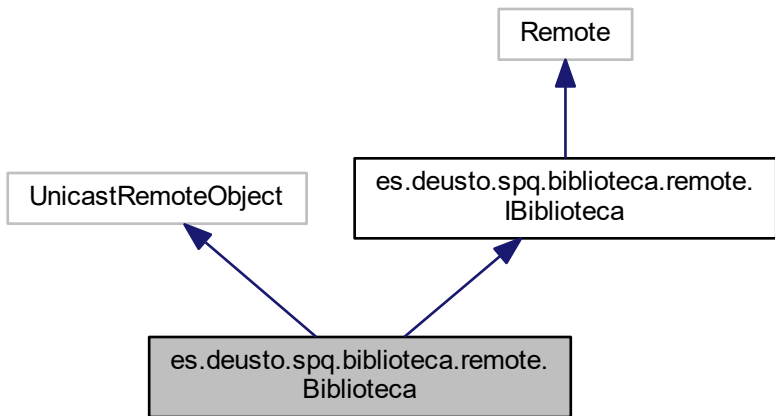 Remote
es.deusto.spq.biblioteca.remote.
IBiblioteca
UnicastRemoteObject
es.deusto.spq.biblioteca.remote.
Biblioteca